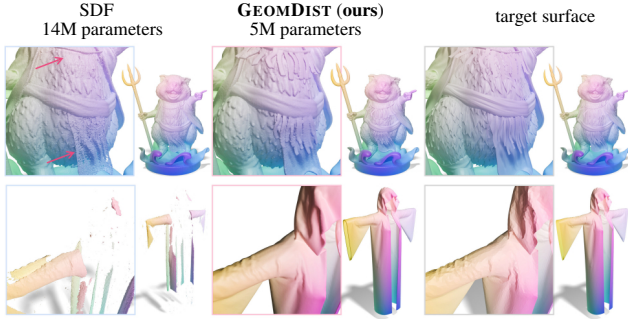 SDF
14M parameters
GEOMDIST (ours)
5M parameters
target surface